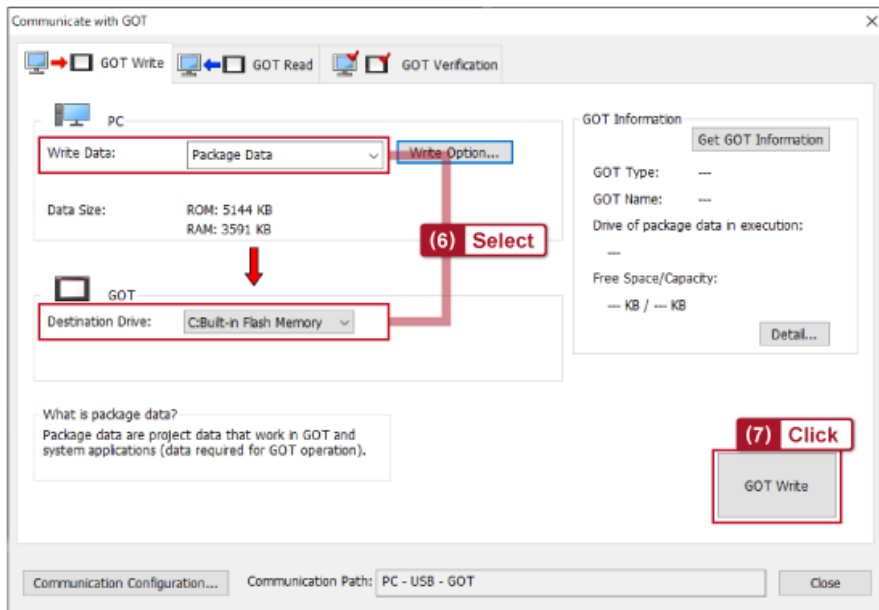 Communicate with GOT
GOT Write
GOT Read
GOT Verification
PC
Write Data:
Package Data
Write Option...
Data Size:
ROM: 5144 KB
RAM: 3591 KB
(6) Select
GOT
Destination Drive:
C:Built-in Flash Memory
What is package data?
Package data are project data that work in GOT and
system applications (data required for GOT operation).
GOT Information
Get GOT Information
GOT Type:
---
GOT Name:
---
Drive of package data in execution:
---
Free Space/Capacity:
--- KB / --- KB
Detail...
(7) Click
GOT Write
Communication Configuration...
Communication Path:
PC - USB - GOT
Close